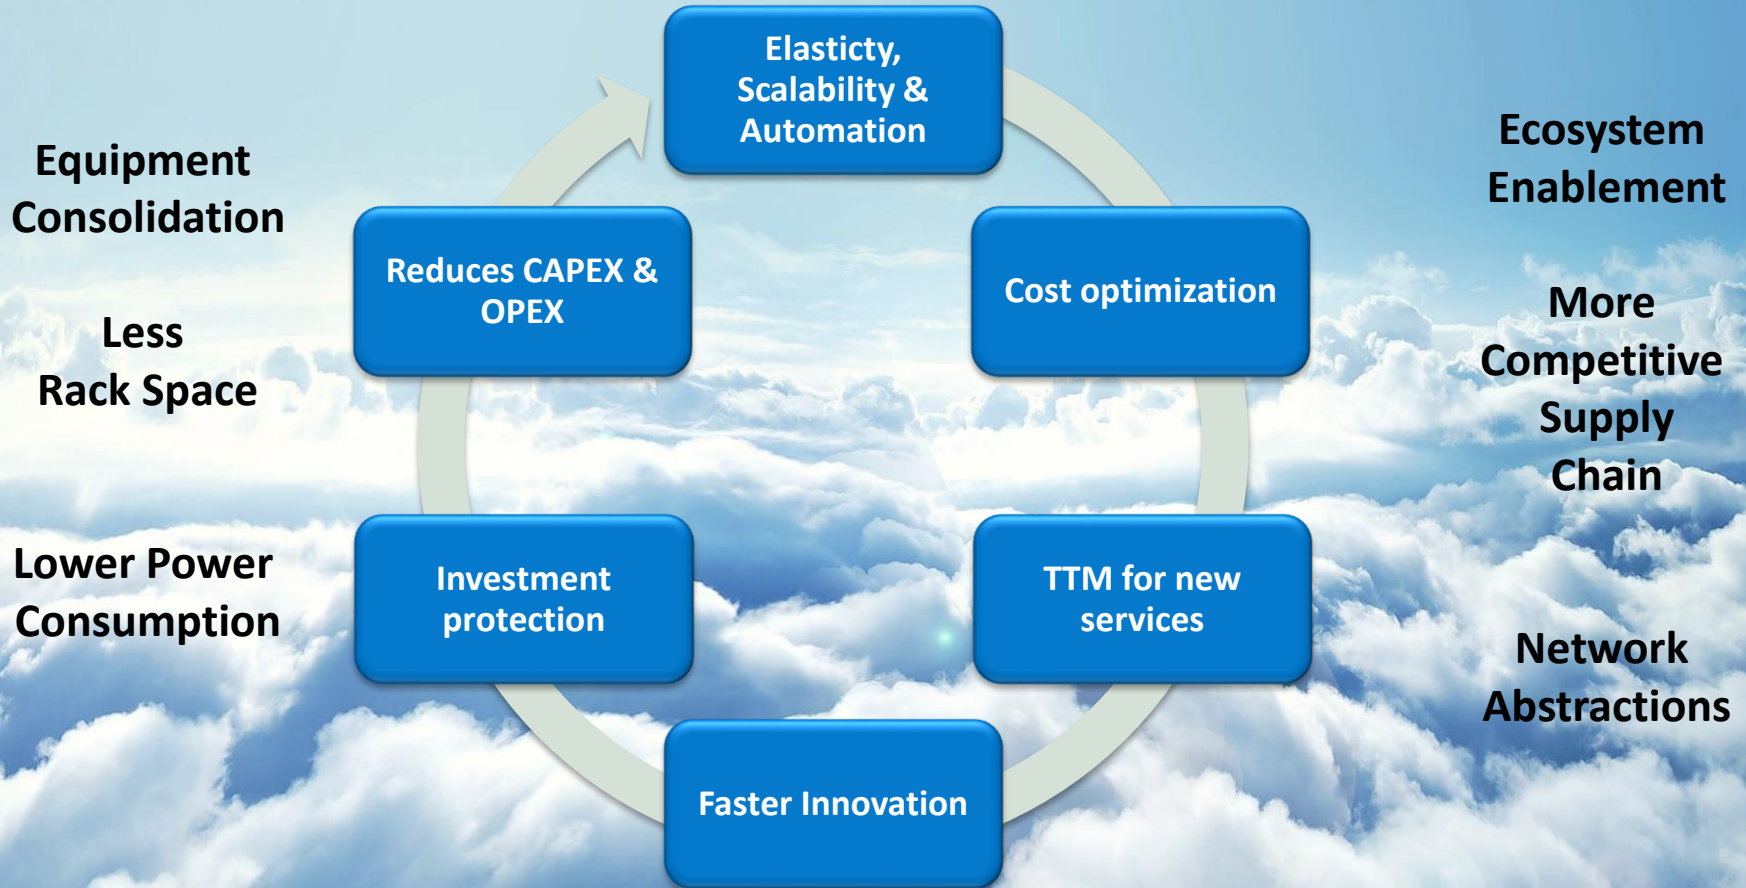 Elasticty,
Scalability &
Automation
Equipment
Consolidation
Ecosystem
Enablement
Reduces CAPEX &
OPEX
Cost optimization
Less
Rack Space
More
Competitive
Supply
Chain
Lower Power
Consumption
Investment
protection
TTM for new
services
Network
Abstractions
Faster Innovation